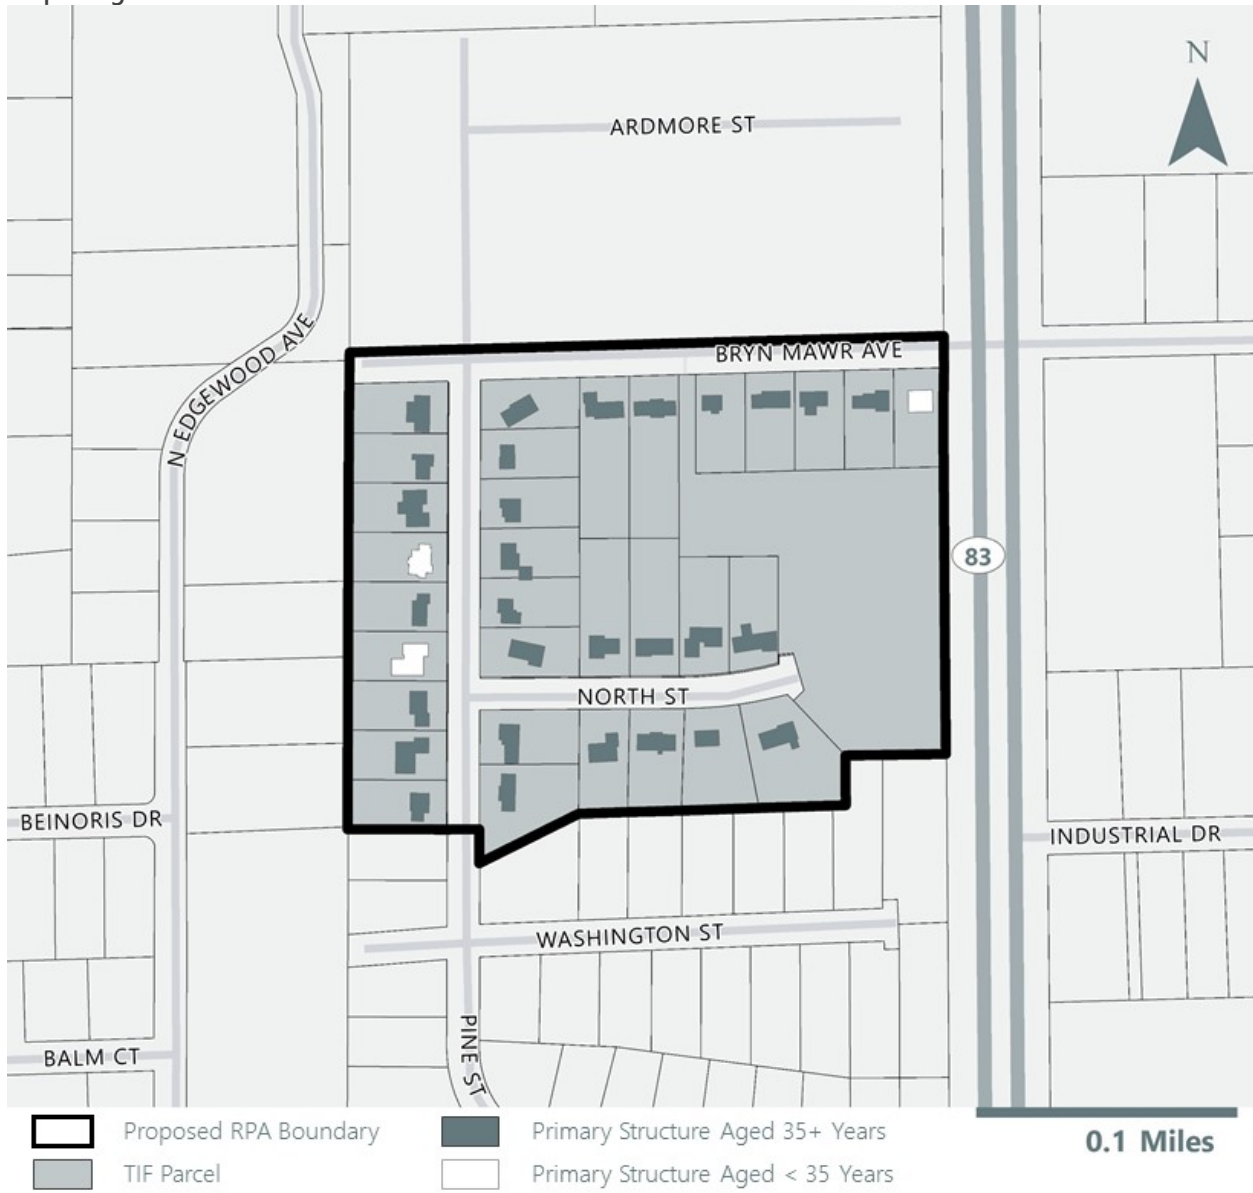 N
ARDMORE ST
N EDGEWOOD AVE
BRYN MAWR AVE
83
NORTH ST
BEINORIS DR
INDUSTRIAL DR
WASHINGTON ST
PINE ST
BALM CT
Proposed RPA Boundary
Primary Structure Aged 35+ Years
0.1 Miles
TIF Parcel
Primary Structure Aged < 35 Years